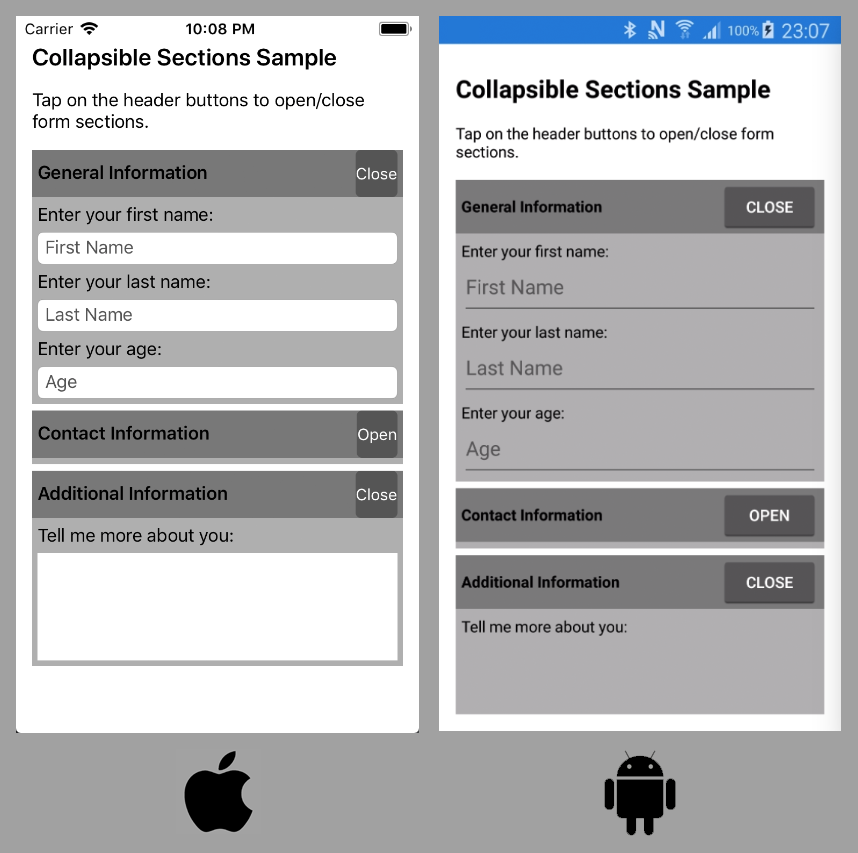 Carrier 10:08 PM
Collapsible Sections Sample
Tap on the header buttons to open/close
form sections.
General Information Close
Enter your first name:
First Name
Enter your last name:
Last Name
Enter your age:
Age
Contact Information Open
Additional Information Close
Tell me more about you:
100% 23:07
Collapsible Sections Sample
Tap on the header buttons to open/close form
sections.
General Information CLOSE
Enter your first name:
First Name
Enter your last name:
Last Name
Enter your age:
Age
Contact Information OPEN
Additional Information CLOSE
Tell me more about you: